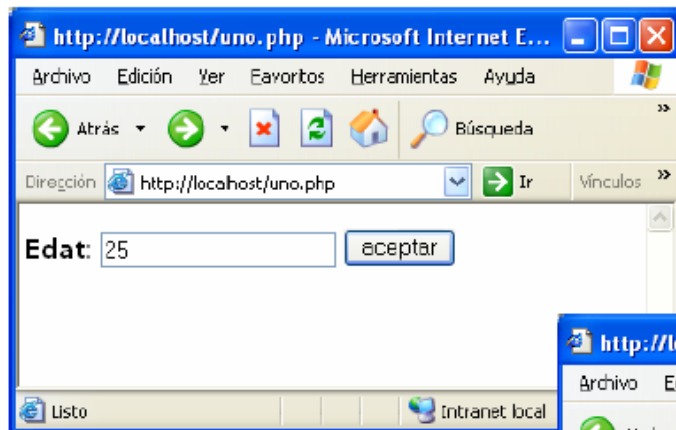 http://localhost/uno.php - Microsoft Internet E...
Archivo Edición Ver Favoritos Herramientas Ayuda
Atrás Búsqueda »
Dirección http://localhost/uno.php Ir Vínculos »
Edat: 25 aceptar
http://l
Archivo E
Listo Intranet local